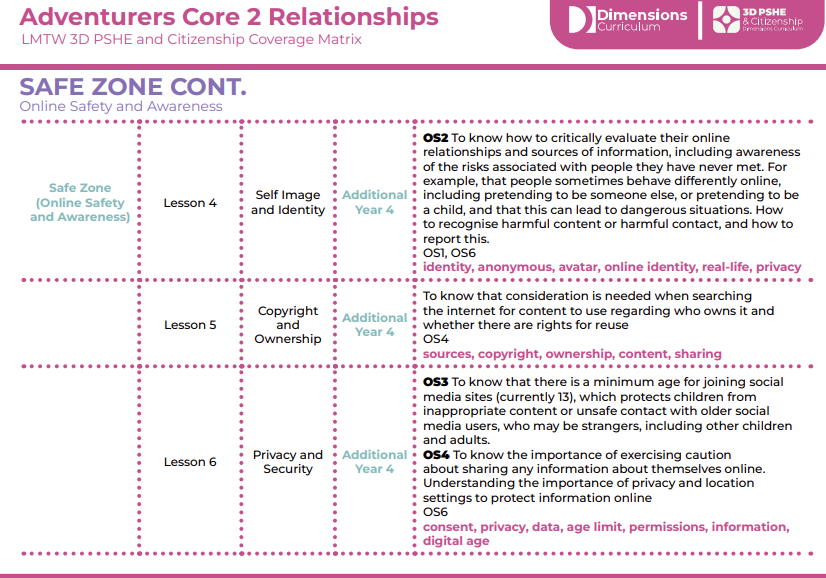 Adventurers Core 2 Relationships
LMTW 3D PSHE and Citizenship Coverage Matrix
Dimensions
Curriculum
3D PSHE
& Citizenship
Dimensions Curriculum
SAFE ZONE CONT.
Online Safety and Awareness
Safe Zone
(Online Safety
and Awareness)
Lesson 4
Self Image
and Identity
Additional
Year 4
OS2 To know how to critically evaluate their online
relationships and sources of information, including awareness
of the risks associated with people they have never met. For
example, that people sometimes behave differently online,
including pretending to be someone else, or pretending to be
a child, and that this can lead to dangerous situations. How
to recognise harmful content or harmful contact, and how to
report this.
OS1, OS6
identity, anonymous, avatar, online identity, real-life, privacy
Lesson 5
Copyright
and
Ownership
Additional
Year 4
To know that consideration is needed when searching
the internet for content to use regarding who owns it and
whether there are rights for reuse
OS4
sources, copyright, ownership, content, sharing
Lesson 6
Privacy and
Security
Additional
Year 4
OS3 To know that there is a minimum age for joining social
media sites (currently 13), which protects children from
inappropriate content or unsafe contact with older social
media users, who may be strangers, including other children
and adults.
OS4 To know the importance of exercising caution
about sharing any information about themselves online.
Understanding the importance of privacy and location
settings to protect information online
OS6
consent, privacy, data, age limit, permissions, information,
digital age